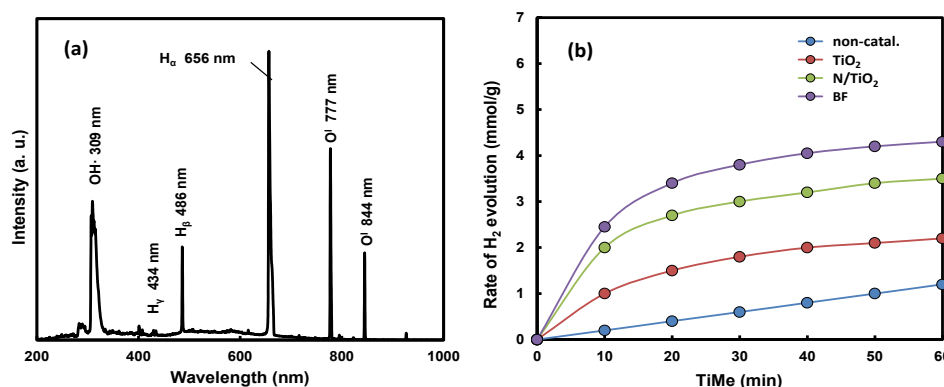 (a)
Intensity (a. u.)
OH· 309 nm
Hγ 434 nm
Hβ 486 nm
Hα 656 nm
Oᴵ 777 nm
Oᴵ 844 nm
200 400 600 800 1000
Wavelength (nm)
(b)
Rate of H₂ evolution (mmol/g)
7
6
5
4
3
2
1
0
non-catal.
TiO₂
N/TiO₂
BF
0 10 20 30 40 50 60
TiMe (min)